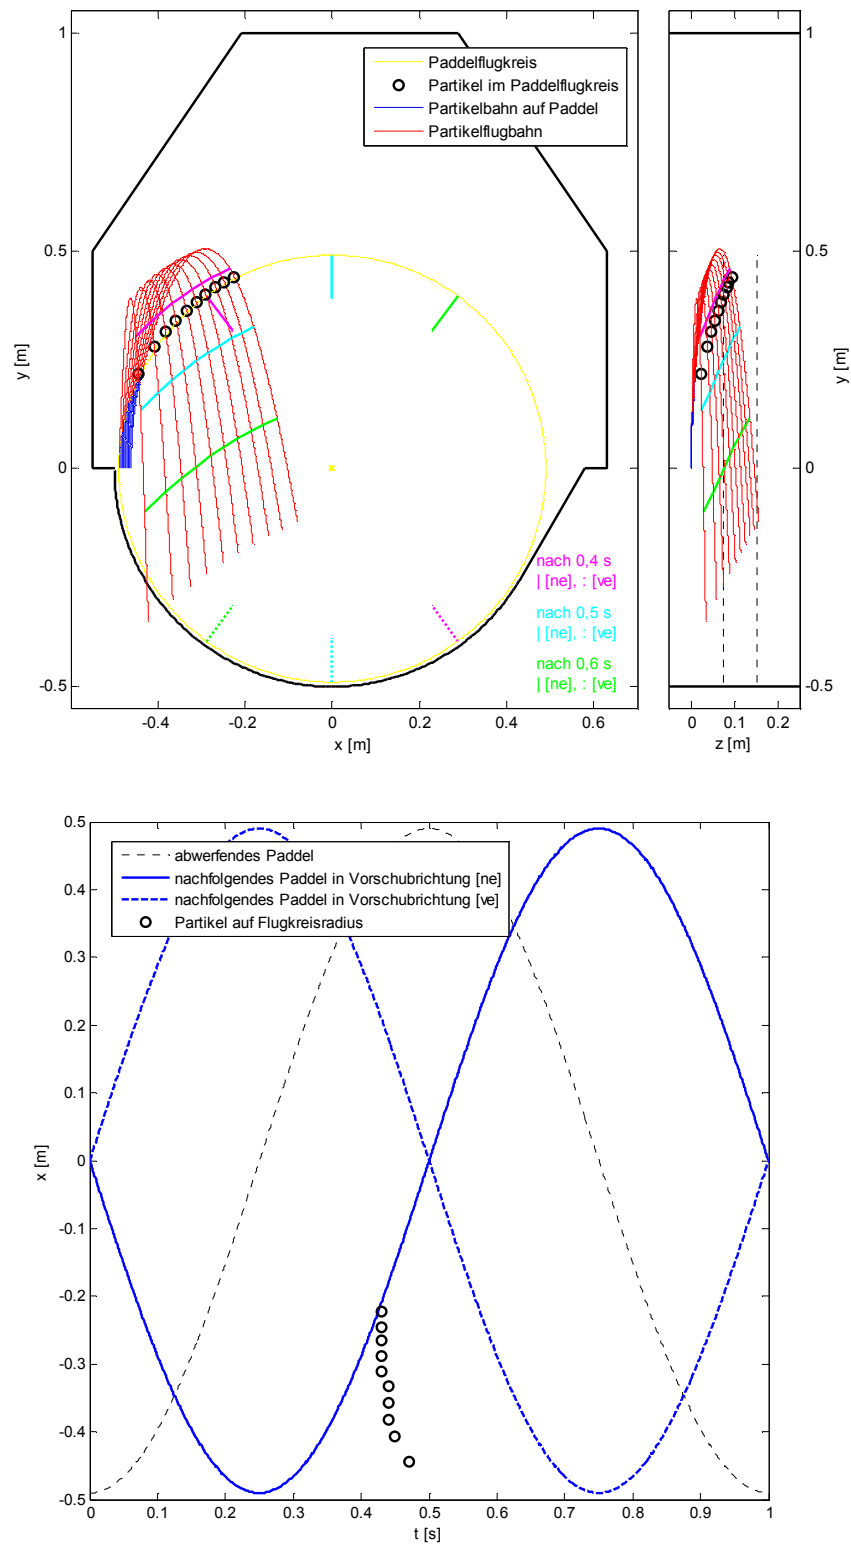 1
0.5
0
-0.5
y [m]
-0.4
-0.2
0
0.2
0.4
0.6
x [m]
Paddelflugkreis
Partikel im Paddelflugkreis
Partikelbahn auf Paddel
Partikelflugbahn
nach 0,4 s
| [ne], : [ve]
nach 0,5 s
| [ne], : [ve]
nach 0,6 s
| [ne], : [ve]
1
0.5
0
-0.5
y [m]
0
0.1
0.2
z [m]
0.5
0.4
0.3
0.2
0.1
0
-0.1
-0.2
-0.3
-0.4
-0.5
x [m]
abwerfendes Paddel
nachfolgendes Paddel in Vorschubrichtung [ne]
nachfolgendes Paddel in Vorschubrichtung [ve]
Partikel auf Flugkreisradius
0
0.1
0.2
0.3
0.4
0.5
0.6
0.7
0.8
0.9
1
t [s]